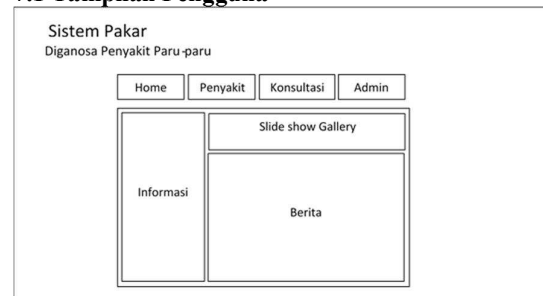 Sistem Pakar
Diganosa Penyakit Paru-paru
Home Penyakit Konsultasi Admin
Slide show Gallery
Informasi
Berita